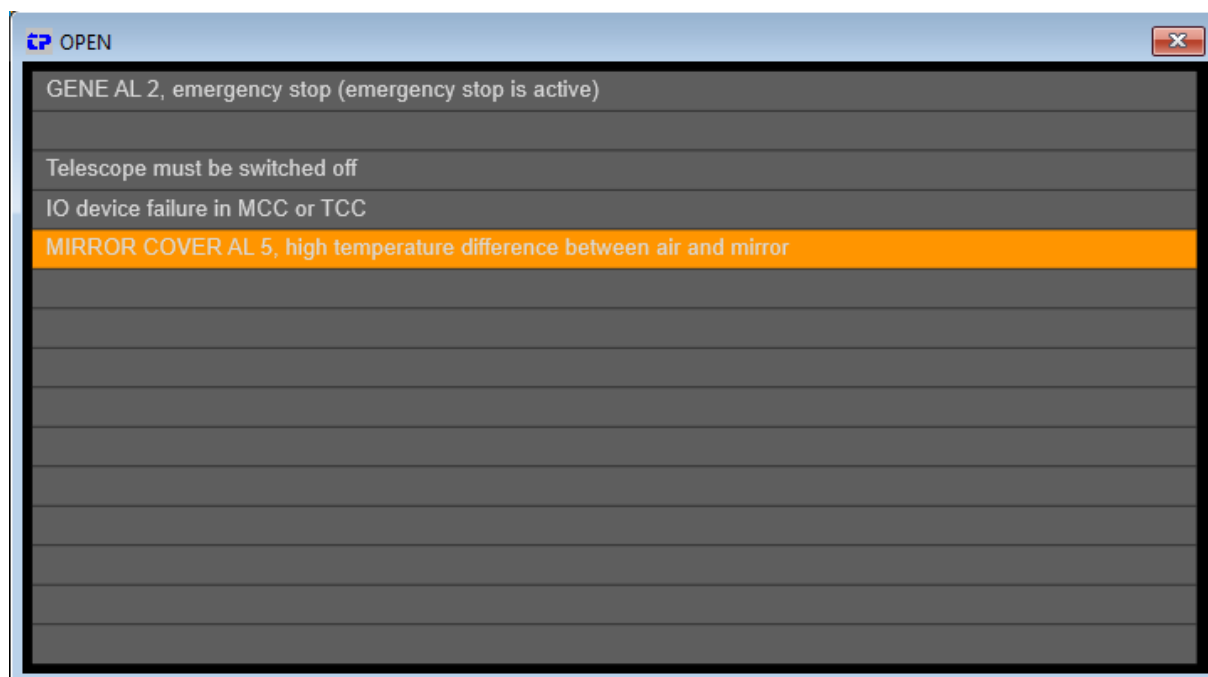 tp OPEN
GENE AL 2, emergency stop (emergency stop is active)
Telescope must be switched off
IO device failure in MCC or TCC
MIRROR COVER AL 5, high temperature difference between air and mirror